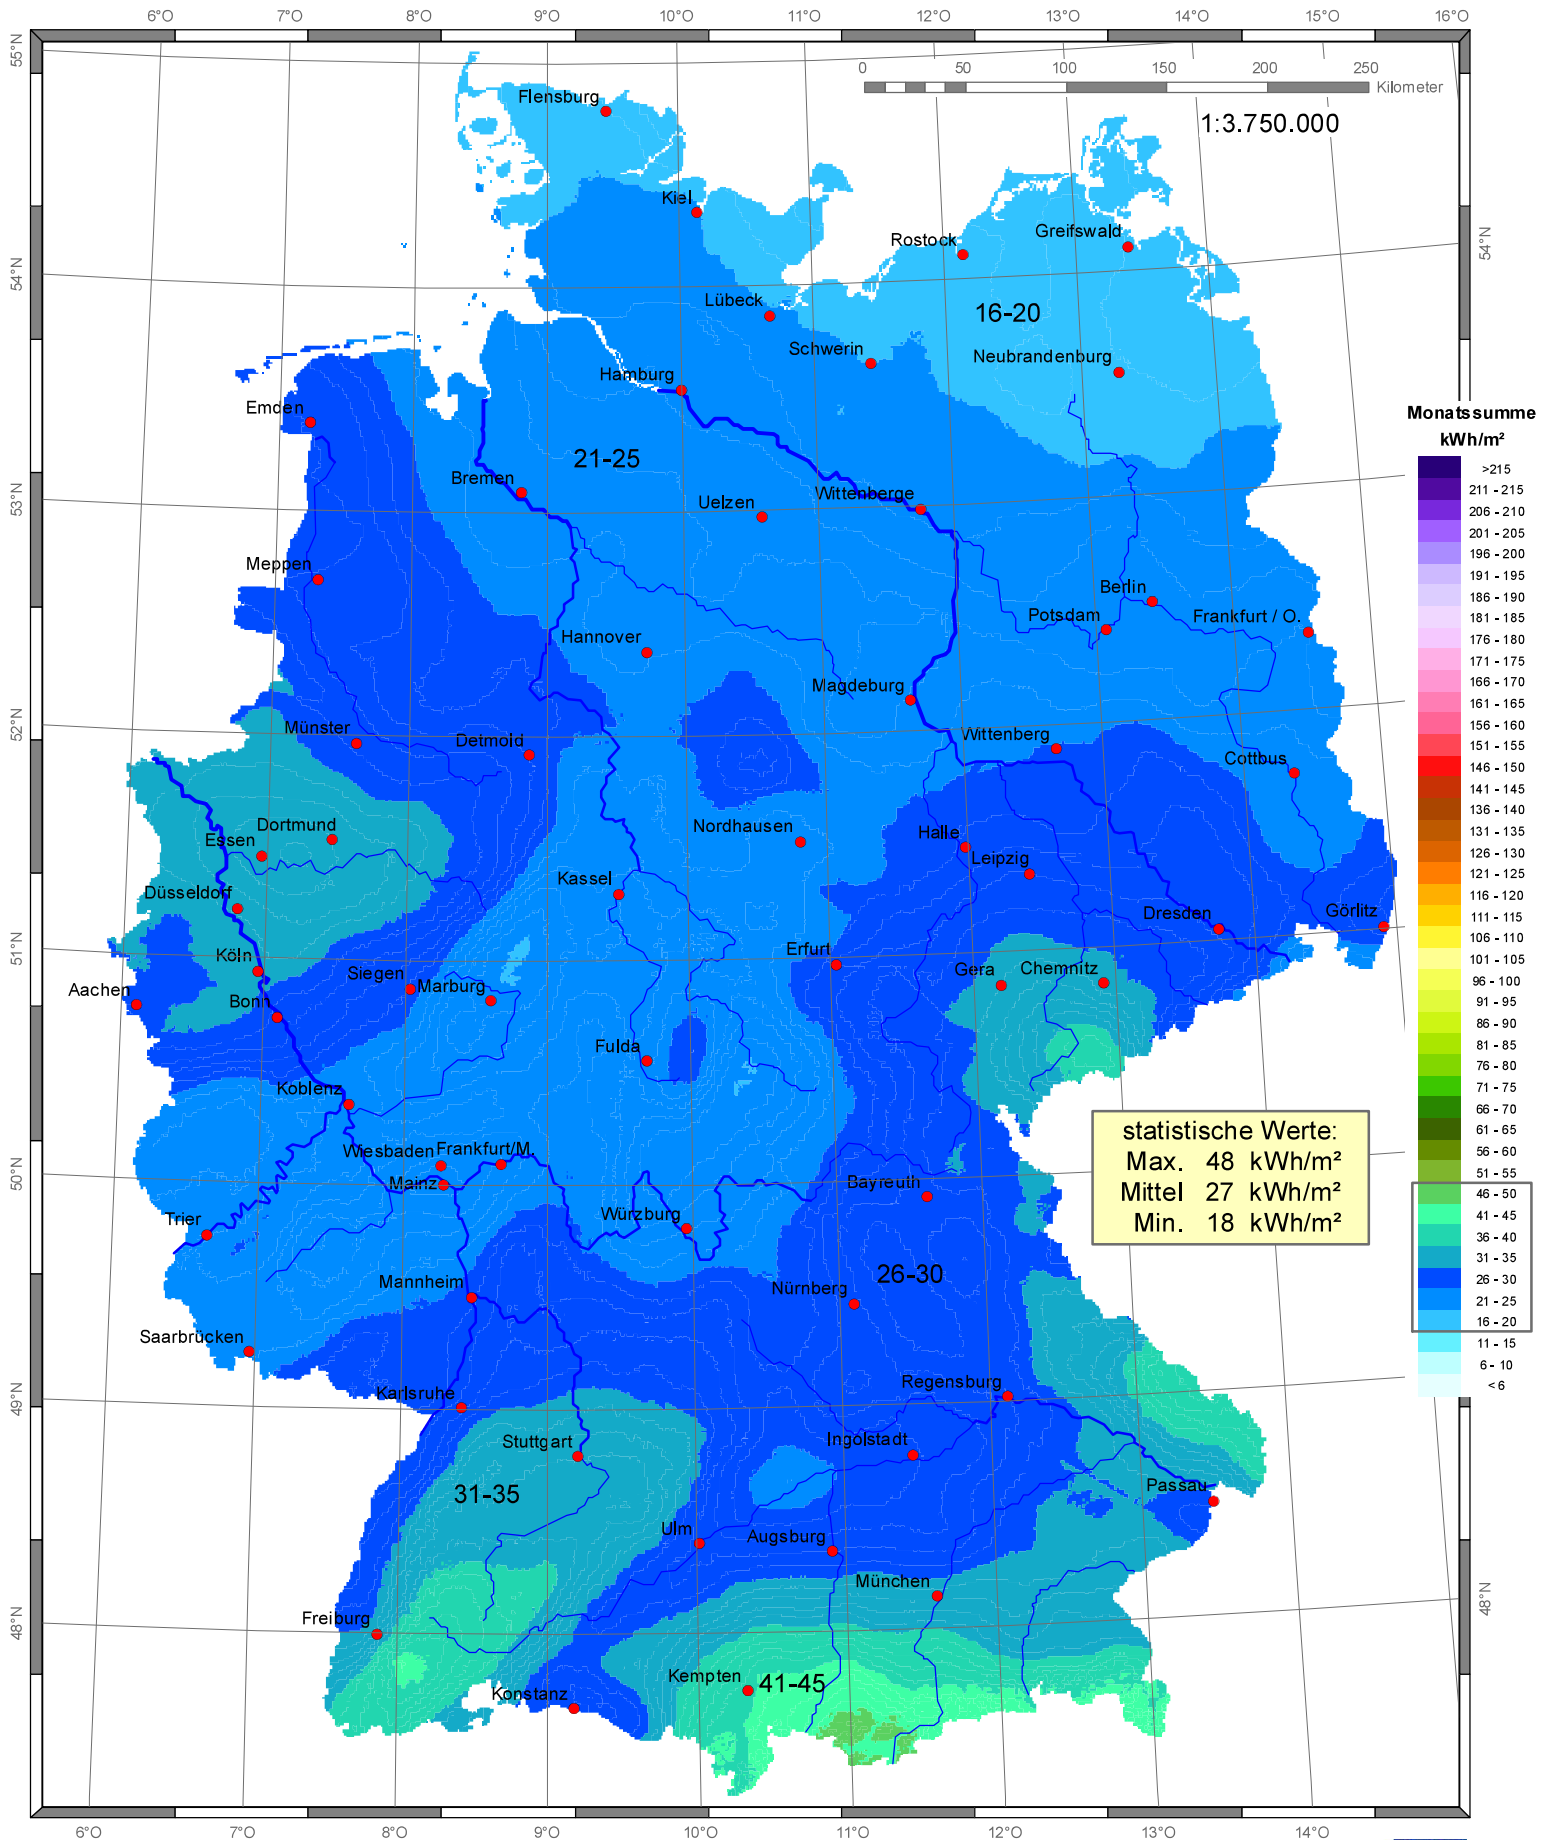 6°O 7°O 8°O 9°O 10°O 11°O 12°O 13°O 14°O 15°O 16°O
55°N
0 50 100 150 200 250
Kilometer
1:3.750.000
Flensburg
Kiel
Greifswald
Rostock
54°N
54°N
Lübeck
16-20
Schwerin
Neubrandenburg
Hamburg
Emden
Monatssumme
kWh/m²
21-25
Bremen
Uelzen
Wittenberge
53°N
>215
211 - 215
206 - 210
201 - 205
196 - 200
191 - 195
186 - 190
181 - 185
176 - 180
171 - 175
166 - 170
161 - 165
156 - 160
151 - 155
146 - 150
141 - 145
136 - 140
131 - 135
126 - 130
121 - 125
116 - 120
111 - 115
106 - 110
101 - 105
96 - 100
91 - 95
86 - 90
81 - 85
76 - 80
71 - 75
66 - 70
61 - 65
56 - 60
51 - 55
46 - 50
41 - 45
36 - 40
31 - 35
26 - 30
21 - 25
16 - 20
11 - 15
6 - 10
< 6
Meppen
Berlin
Potsdam
Frankfurt / O.
Hannover
Magdeburg
52°N
Münster
Detmold
Wittenberg
Cottbus
Dortmund
Essen
Nordhausen
Halle
Leipzig
Kassel
Düsseldorf
Dresden
Görlitz
51°N
Köln
Erfurt
Siegen
Marburg
Gera
Chemnitz
Aachen
Bonn
Fulda
Koblenz
statistische Werte:
Max. 48 kWh/m²
Mittel 27 kWh/m²
Min. 18 kWh/m²
50°N
Wiesbaden
Frankfurt/M.
Mainz
Bayreuth
Trier
Würzburg
Mannheim
26-30
Nürnberg
Saarbrücken
49°N
Karlsruhe
Regensburg
Stuttgart
Ingolstadt
31-35
Passau
Ulm
Augsburg
München
48°N
48°N
Freiburg
Kempten
41-45
Konstanz
6°O 7°O 8°O 9°O 10°O 11°O 12°O 13°O 14°O